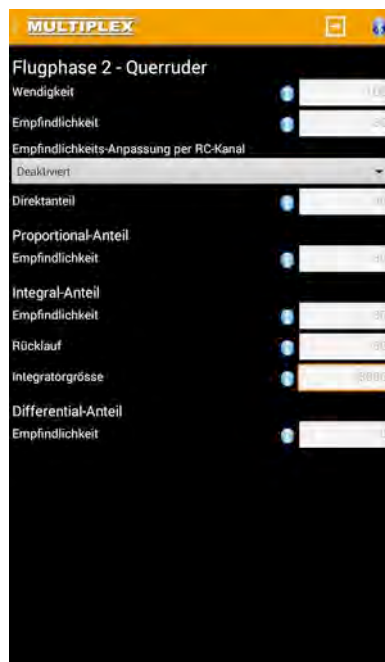 MULTIPLEX
Flugphase 2 - Querruder
Wendigkeit
Empfindlichkeit
Empfindlichkeits-Anpassung per RC-Kanal
Deaktiviert
Direktanteil
Proportional-Anteil
Empfindlichkeit
Integral-Anteil
Empfindlichkeit
Rücklauf
Integratorgrösse
Differential-Anteil
Empfindlichkeit